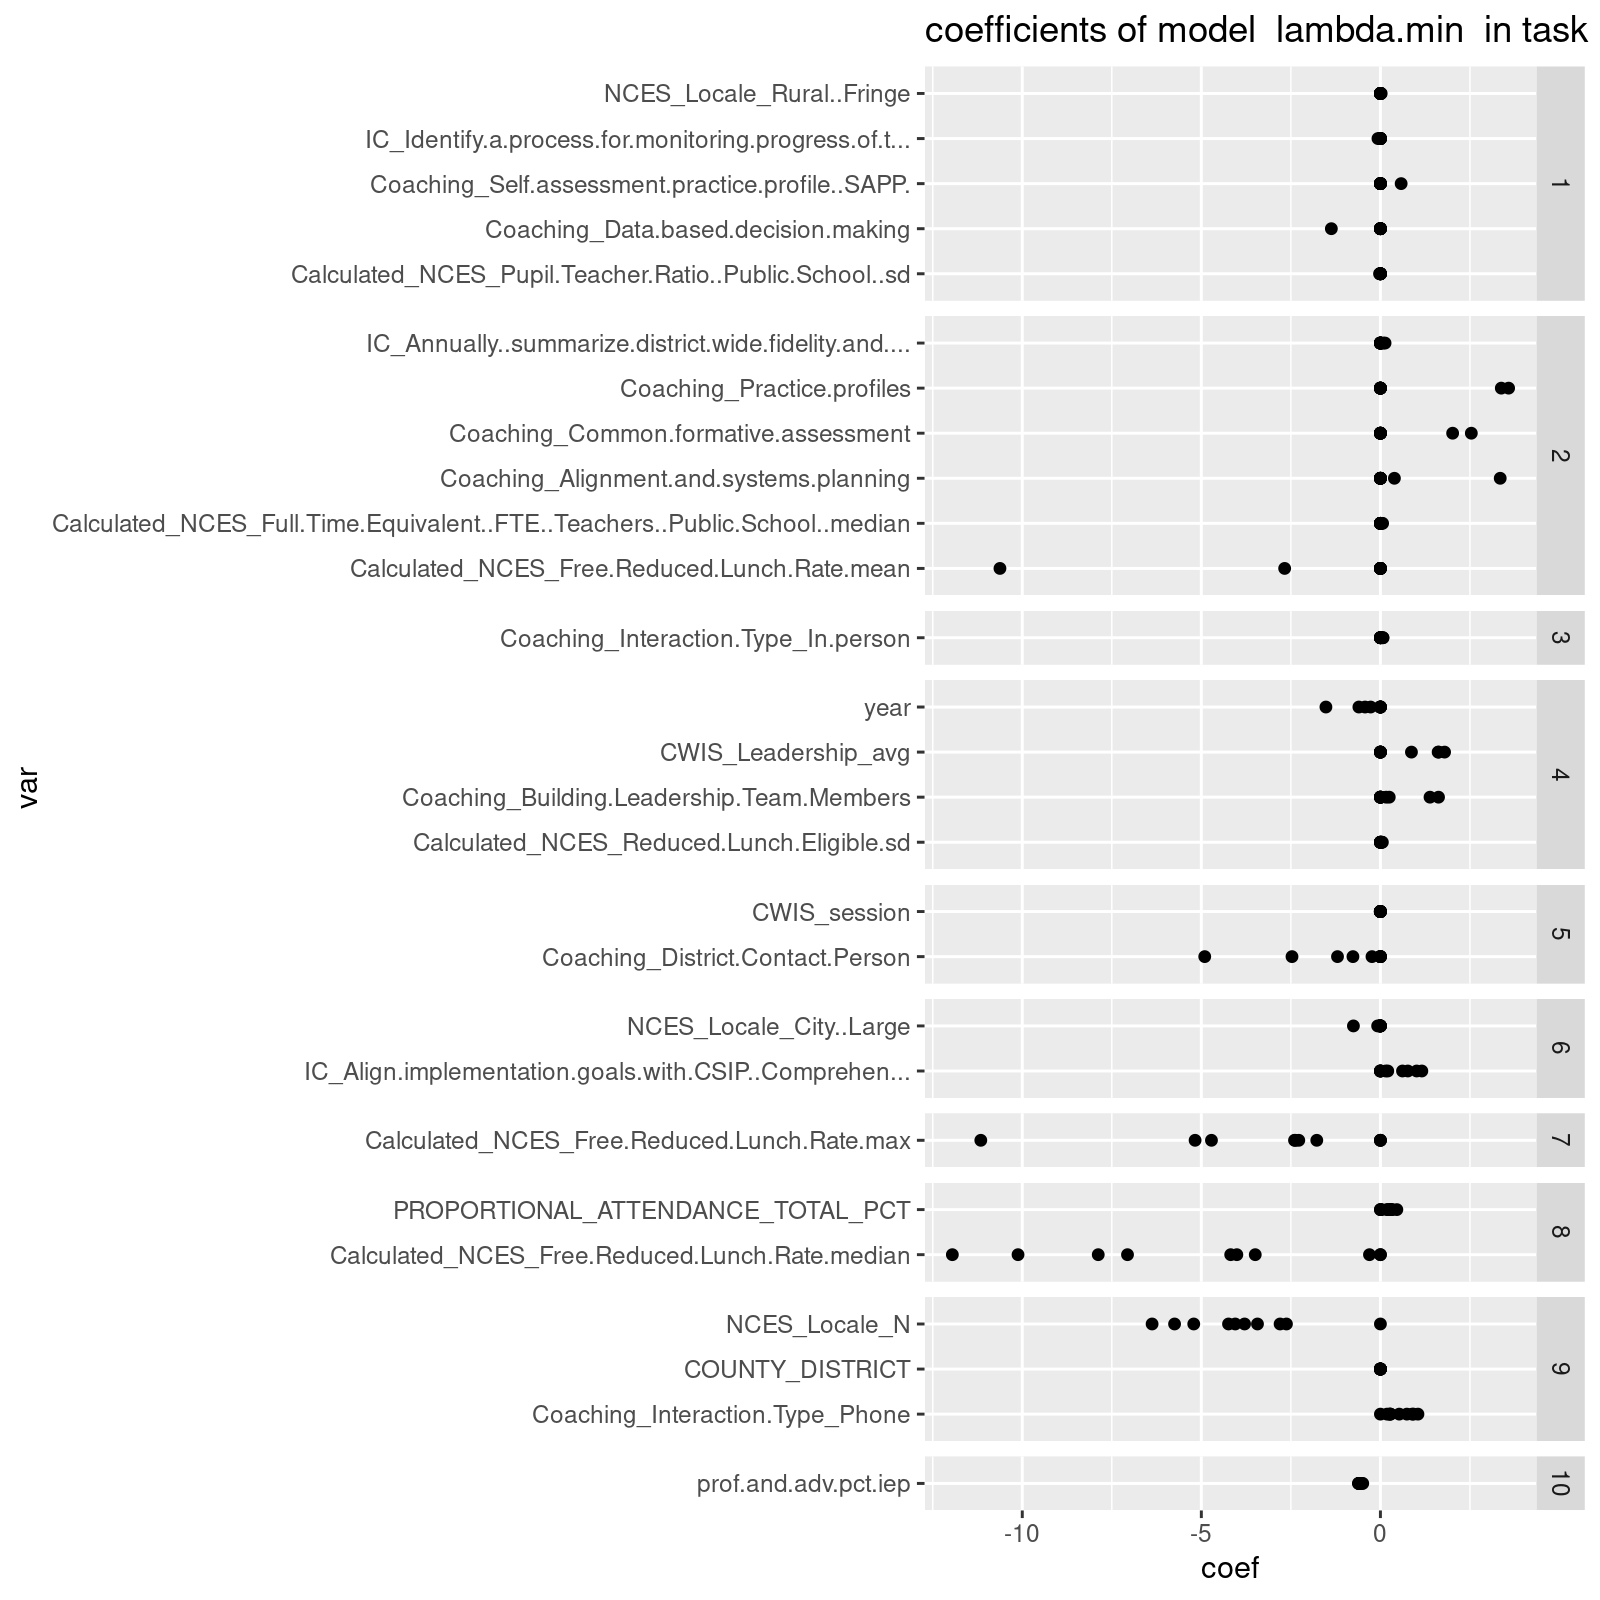 coefficients of model  lambda.min  in task
NCES_Locale_Rural..Fringe
IC_Identify.a.process.for.monitoring.progress.of.t...
Coaching_Self.assessment.practice.profile..SAPP.
Coaching_Data.based.decision.making
Calculated_NCES_Pupil.Teacher.Ratio..Public.School..sd
1
IC_Annually..summarize.district.wide.fidelity.and....
Coaching_Practice.profiles
Coaching_Common.formative.assessment
Coaching_Alignment.and.systems.planning
Calculated_NCES_Full.Time.Equivalent..FTE..Teachers..Public.School..median
Calculated_NCES_Free.Reduced.Lunch.Rate.mean
2
Coaching_Interaction.Type_In.person
3
year
CWIS_Leadership_avg
Coaching_Building.Leadership.Team.Members
Calculated_NCES_Reduced.Lunch.Eligible.sd
4
CWIS_session
Coaching_District.Contact.Person
5
NCES_Locale_City..Large
IC_Align.implementation.goals.with.CSIP..Comprehen...
6
Calculated_NCES_Free.Reduced.Lunch.Rate.max
7
PROPORTIONAL_ATTENDANCE_TOTAL_PCT
Calculated_NCES_Free.Reduced.Lunch.Rate.median
8
NCES_Locale_N
COUNTY_DISTRICT
Coaching_Interaction.Type_Phone
9
prof.and.adv.pct.iep
10
-10
-5
0
coef
var